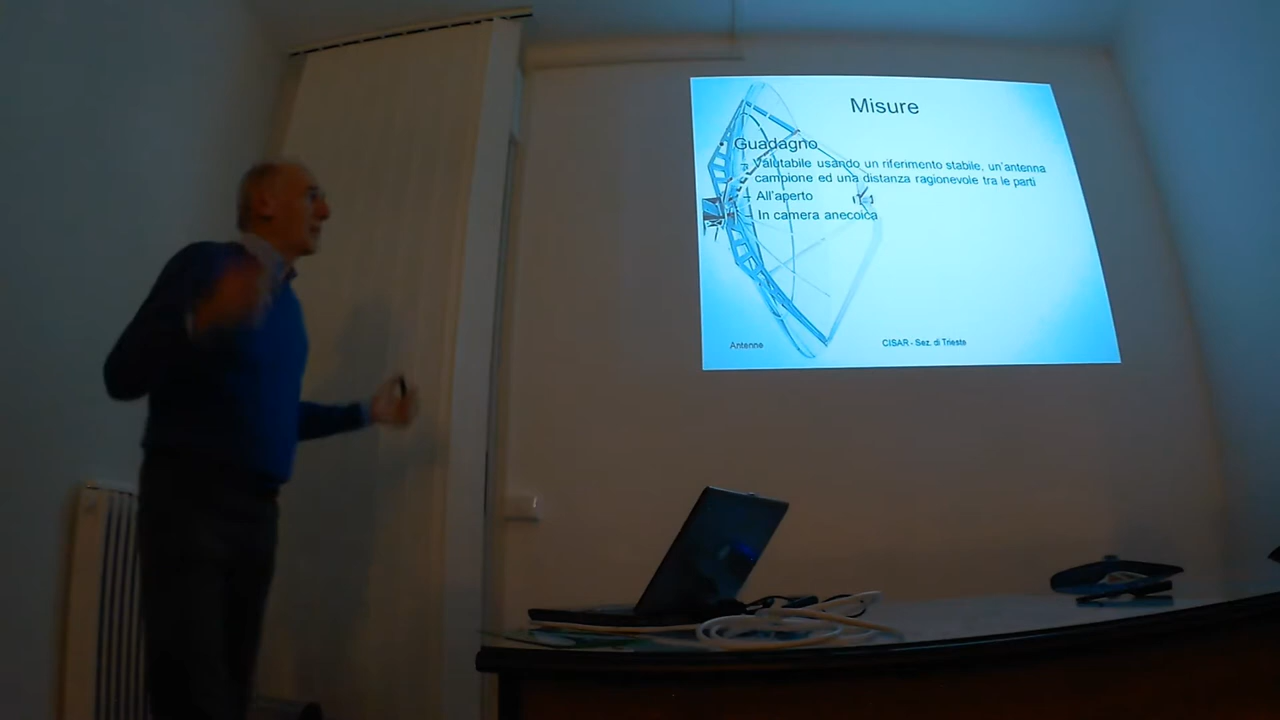 Misure
• Guadagno
– Valutabile usando un riferimento stabile, un'antenna
campione ed una distanza ragionevole tra le parti
– All'aperto
– In camera anecoica
Antenne
CISAR - Sez. di Trieste